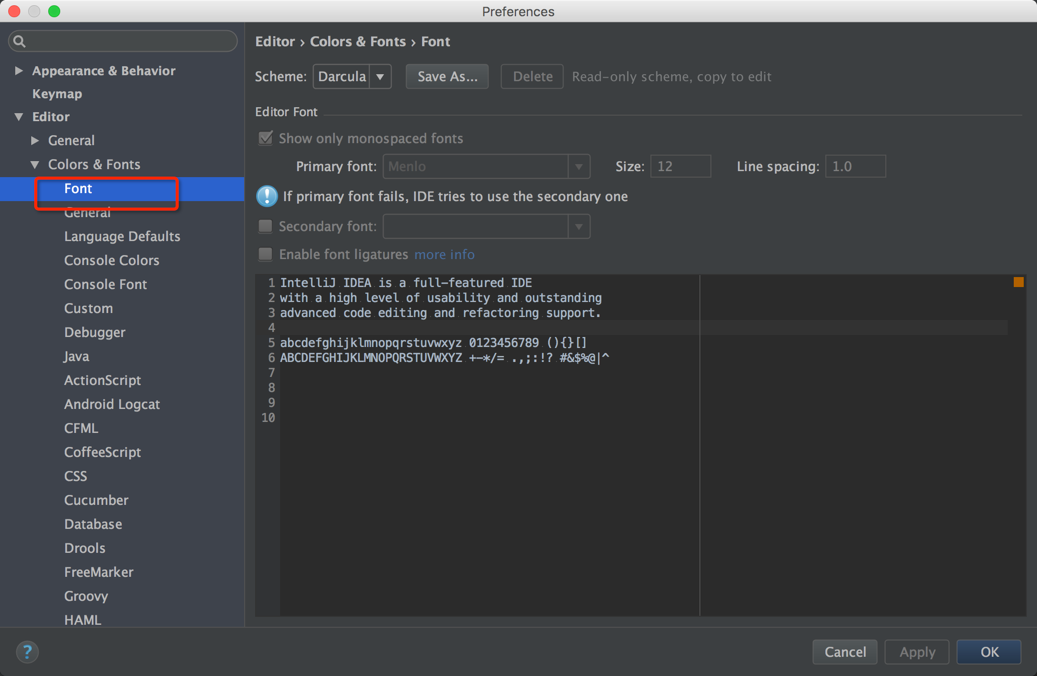 Preferences
Appearance & Behavior
Keymap
Editor
General
Colors & Fonts
Font
General
Language Defaults
Console Colors
Console Font
Custom
Debugger
Java
ActionScript
Android Logcat
CFML
CoffeeScript
CSS
Cucumber
Database
Drools
FreeMarker
Groovy
HAML
Editor › Colors & Fonts › Font
Scheme: Darcula Save As... Delete Read-only scheme, copy to edit
Editor Font
Show only monospaced fonts
Primary font: Menlo Size: 12 Line spacing: 1.0
! If primary font fails, IDE tries to use the secondary one
Secondary font:
Enable font ligatures more info
1 IntelliJ IDEA is a full-featured IDE
2 with a high level of usability and outstanding
3 advanced code editing and refactoring support.
4
5 abcdefghijklmnopqrstuvwxyz 0123456789 (){}[]
6 ABCDEFGHIJKLMNOPQRSTUVWXYZ +-*/= .,;:!? #&$%@|^
7
8
9
10
? Cancel Apply OK